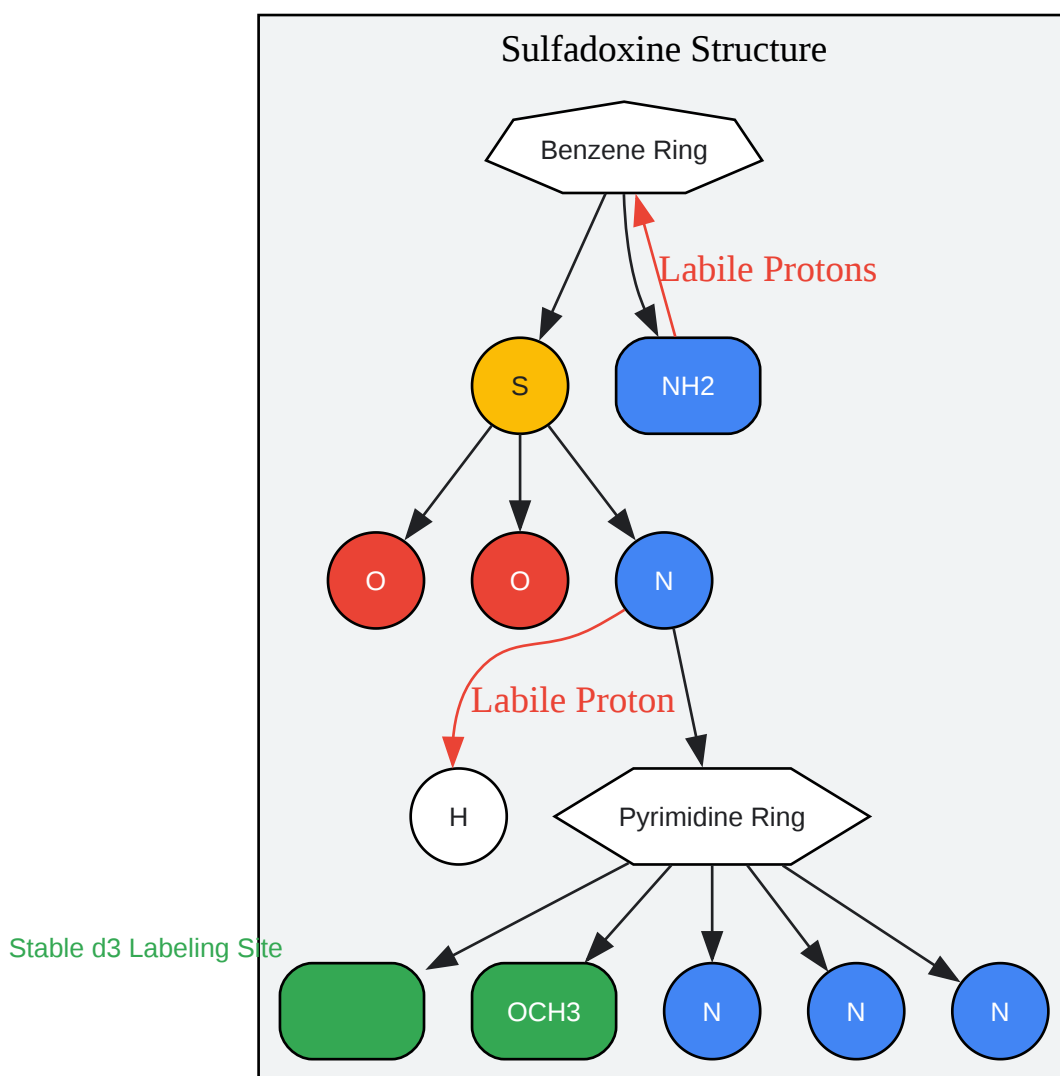 Sulfadoxine Structure
Benzene Ring
Labile Protons
S
NH2
O
O
N
Labile Proton
H
Pyrimidine Ring
Stable d3 Labeling Site
OCH3
N
N
N